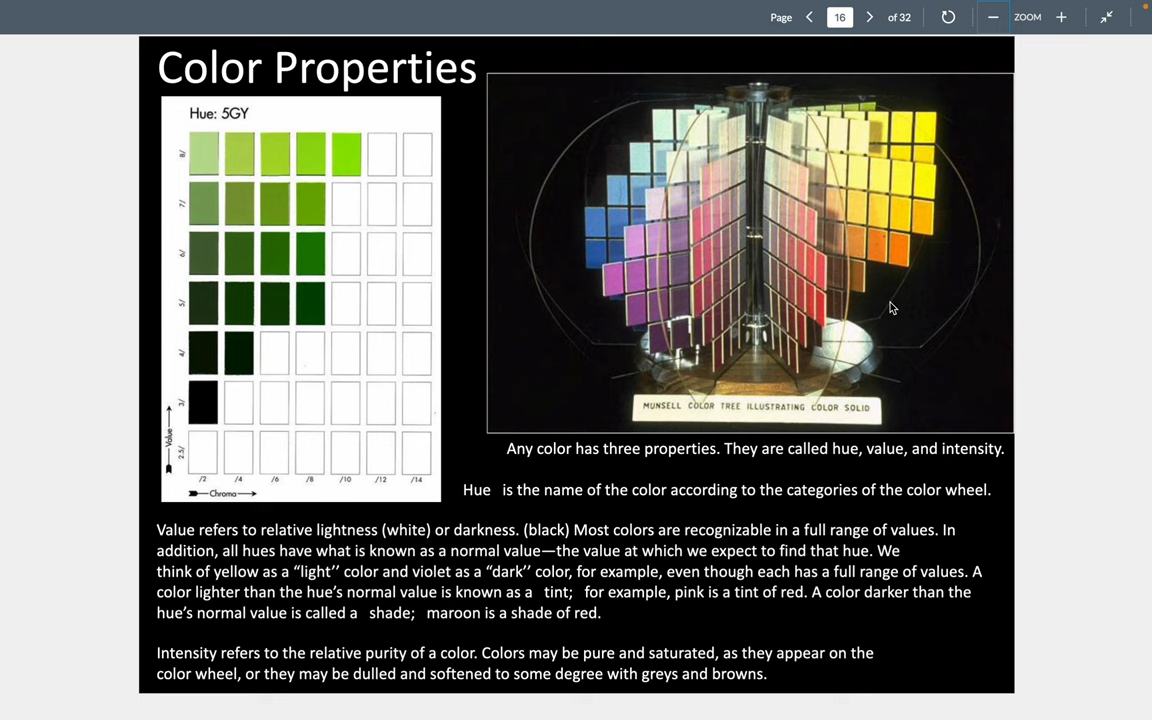 Page 16 of 32 ZOOM
Color Properties
Hue: 5GY
8/
7/
6/
5/
4/
3/
2.5/
Value
/2 /4 /6 /8 /10 /12 /14
Chroma
MUNSELL COLOR TREE ILLUSTRATING COLOR SOLID
Any color has three properties. They are called hue, value, and intensity.
Hue is the name of the color according to the categories of the color wheel.
Value refers to relative lightness (white) or darkness. (black) Most colors are recognizable in a full range of values. In
addition, all hues have what is known as a normal value—the value at which we expect to find that hue. We
think of yellow as a “light’’ color and violet as a “dark’’ color, for example, even though each has a full range of values. A
color lighter than the hue’s normal value is known as a tint; for example, pink is a tint of red. A color darker than the
hue’s normal value is called a shade; maroon is a shade of red.
Intensity refers to the relative purity of a color. Colors may be pure and saturated, as they appear on the
color wheel, or they may be dulled and softened to some degree with greys and browns.